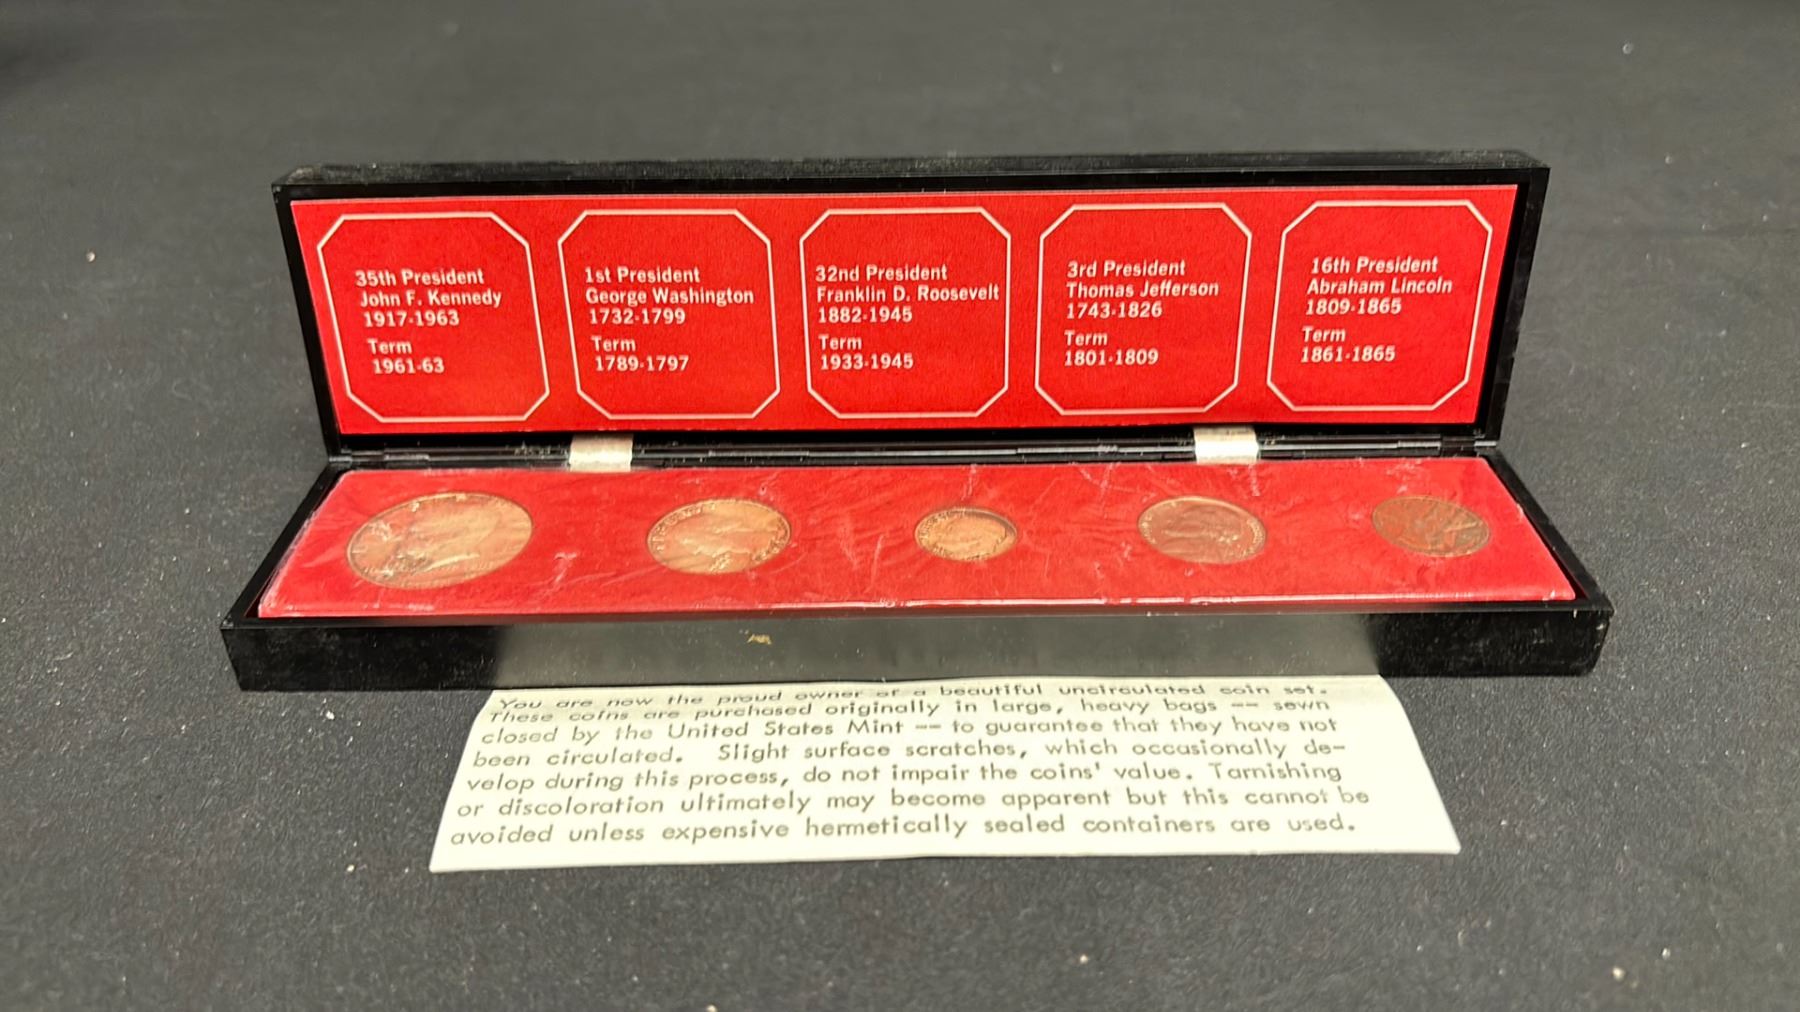 35th President
John F. Kennedy
1917-1963
Term
1961-63
1st President
George Washington
1732-1799
Term
1789-1797
32nd President
Franklin D. Roosevelt
1882-1945
Term
1933-1945
3rd President
Thomas Jefferson
1743-1826
Term
1801-1809
16th President
Abraham Lincoln
1809-1865
Term
1861-1865
You are now the proud owner of a beautiful uncirculated coin set.
These coins are purchased originally in large, heavy bags -- sewn
closed by the United States Mint -- to guarantee that they have not
been circulated. Slight surface scratches, which occasionally de-
velop during this process, do not impair the coins' value. Tarnishing
or discoloration ultimately may become apparent but this cannot be
avoided unless expensive hermetically sealed containers are used.